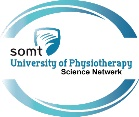 somt
University of Physiotherapy
Science Network